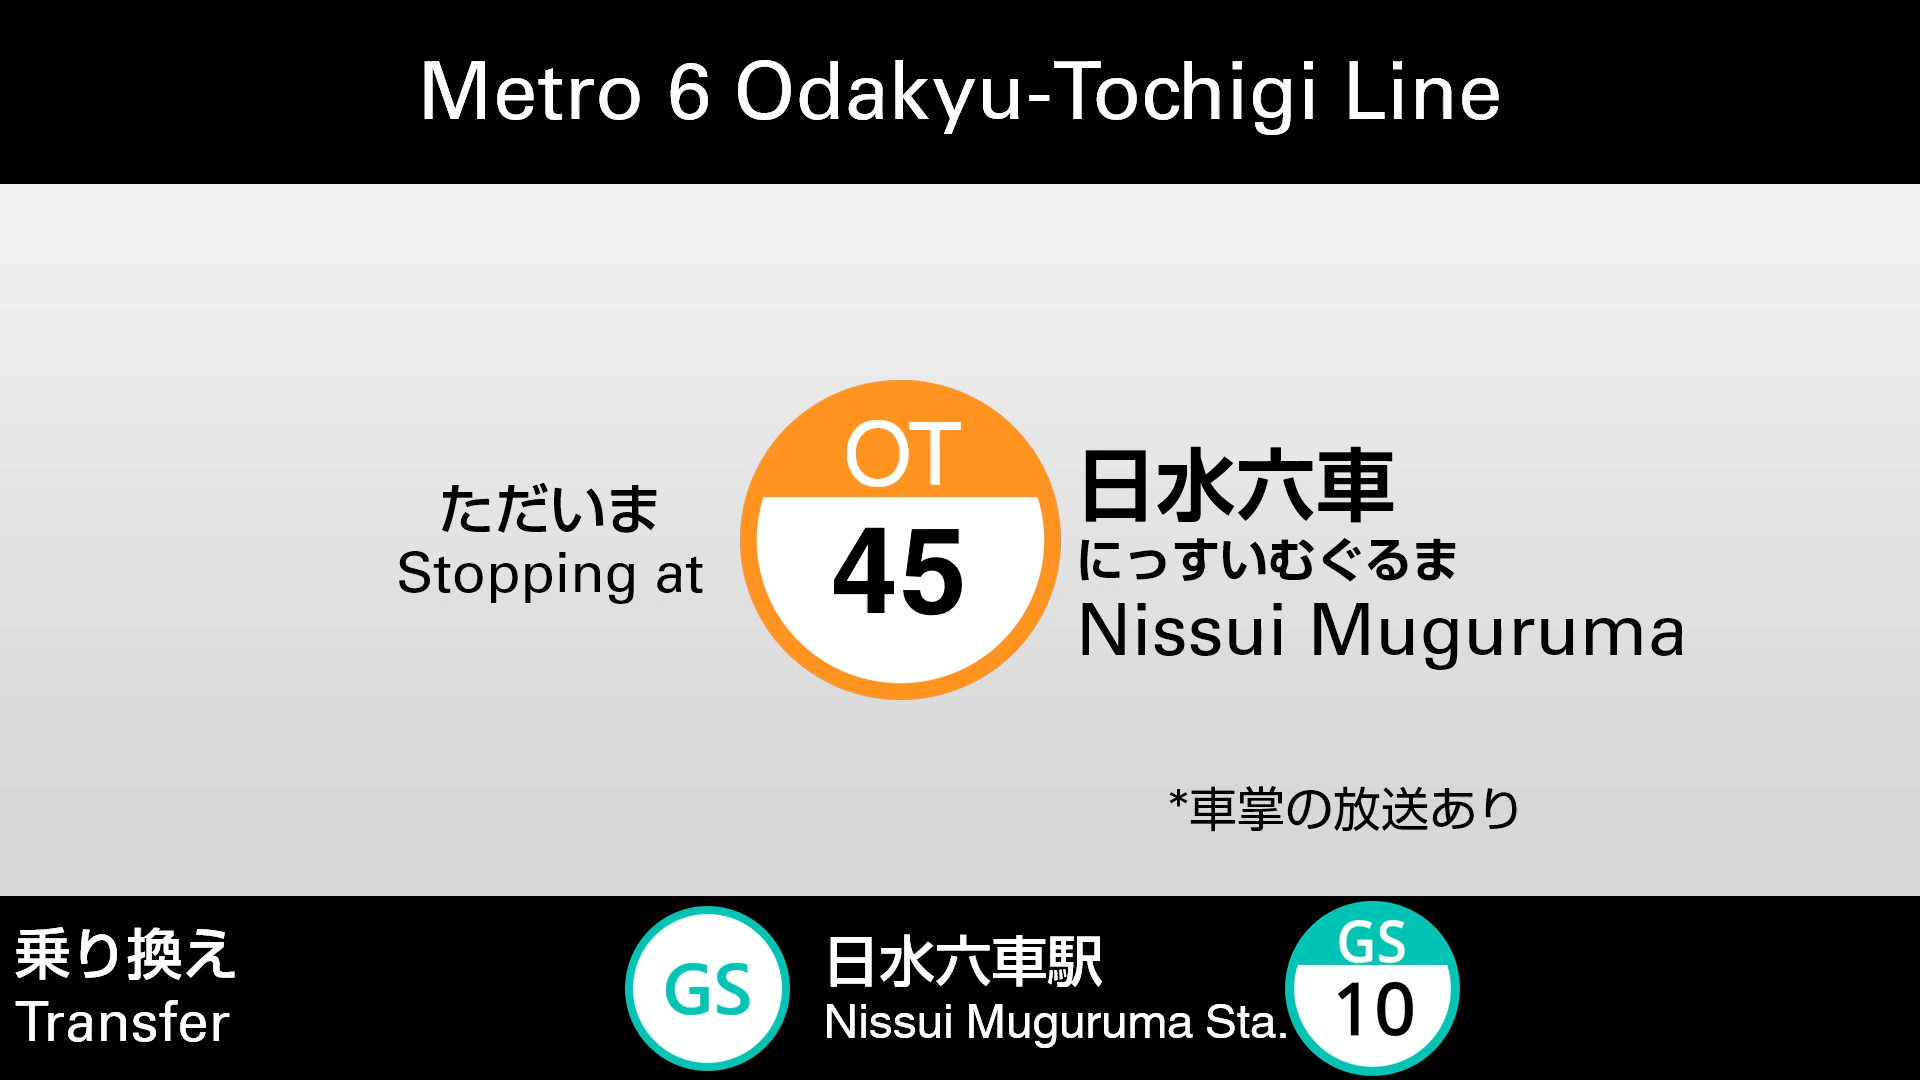 Metro 6 Odakyu-Tochigi Line
ただいま
Stopping at
OT
45
日水六車
にっすいむぐるま
Nissui Muguruma
*車掌の放送あり
乗り換え
Transfer
GS
日水六車駅
Nissui Muguruma Sta.
GS
10